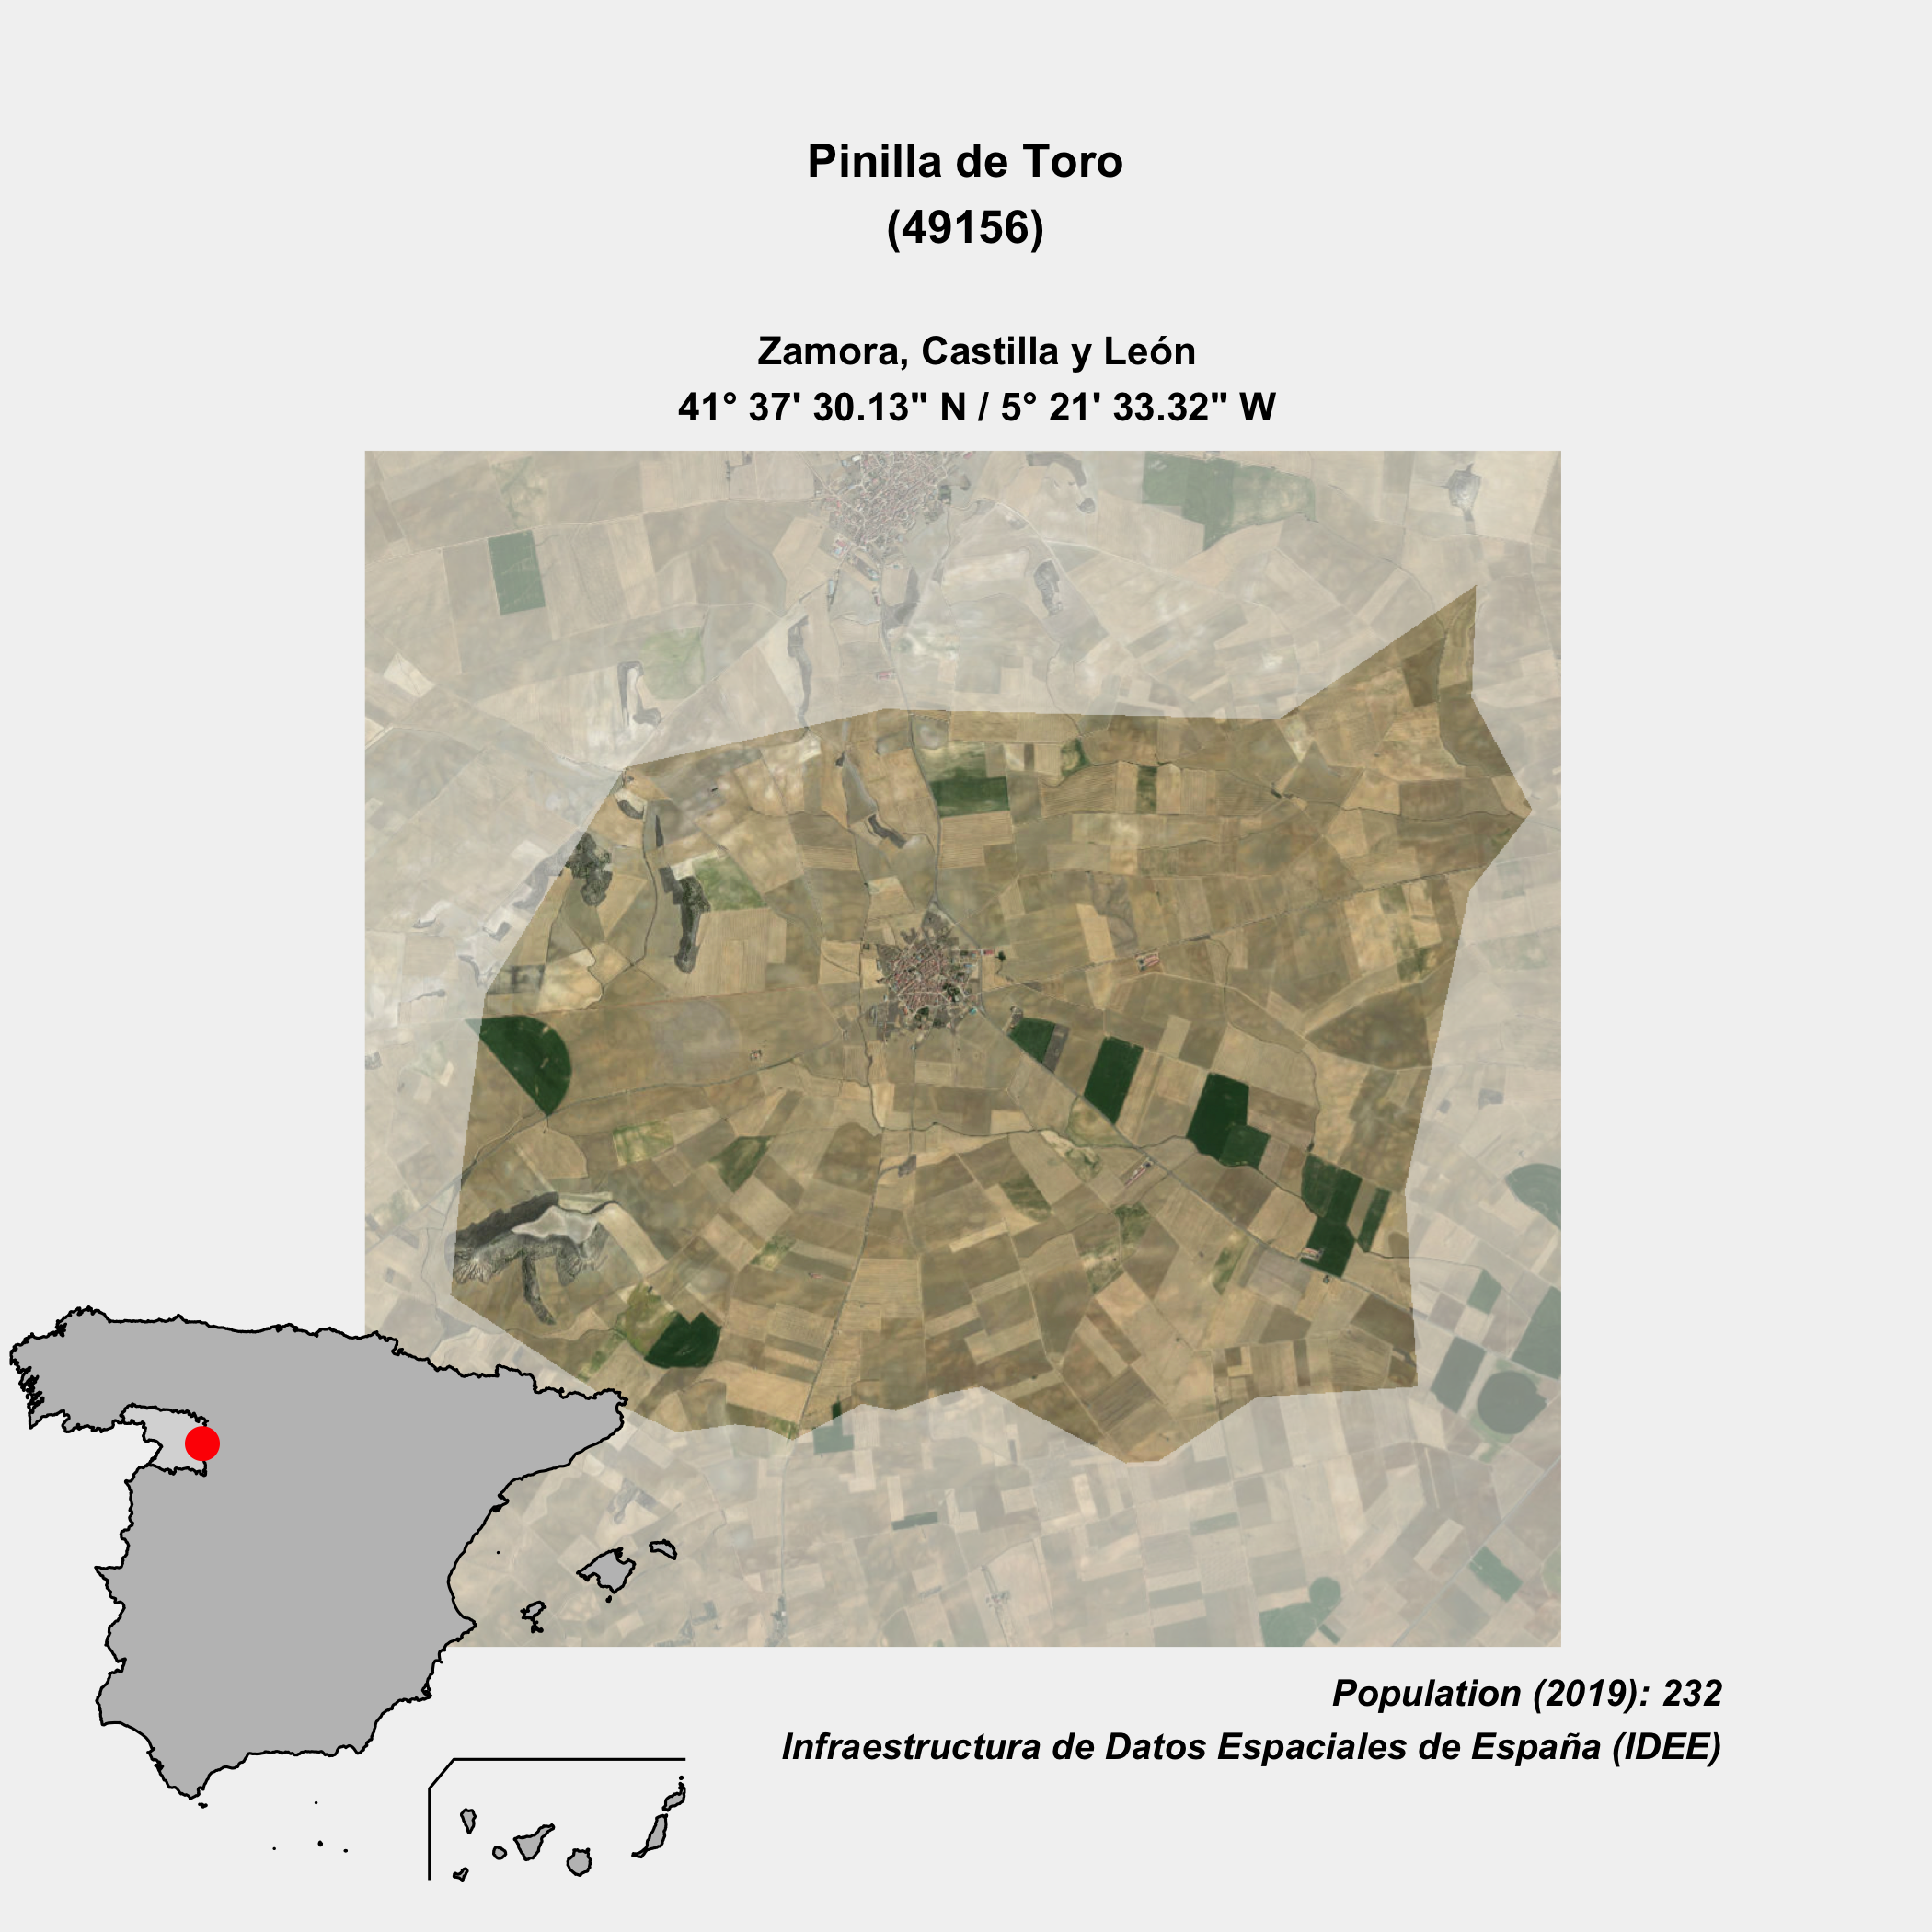 Pinilla de Toro
(49156)
Zamora, Castilla y León
41° 37' 30.13" N / 5° 21' 33.32" W
Population (2019): 232
Infraestructura de Datos Espaciales de España (IDEE)